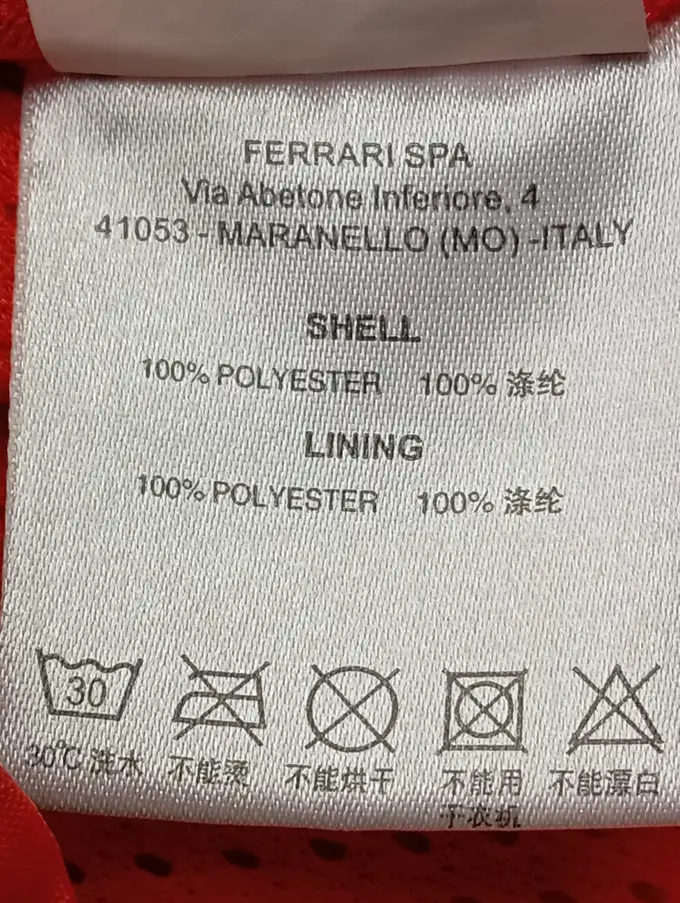 FERRARI SPA
Via Abetone Inferiore, 4
41053 - MARANELLO (MO) -ITALY
SHELL
100% POLYESTER 100% 涤纶
LINING
100% POLYESTER 100% 涤纶
30
30℃ 洗水 不能烫 不能烘干 不能用 不能漂白
干衣机